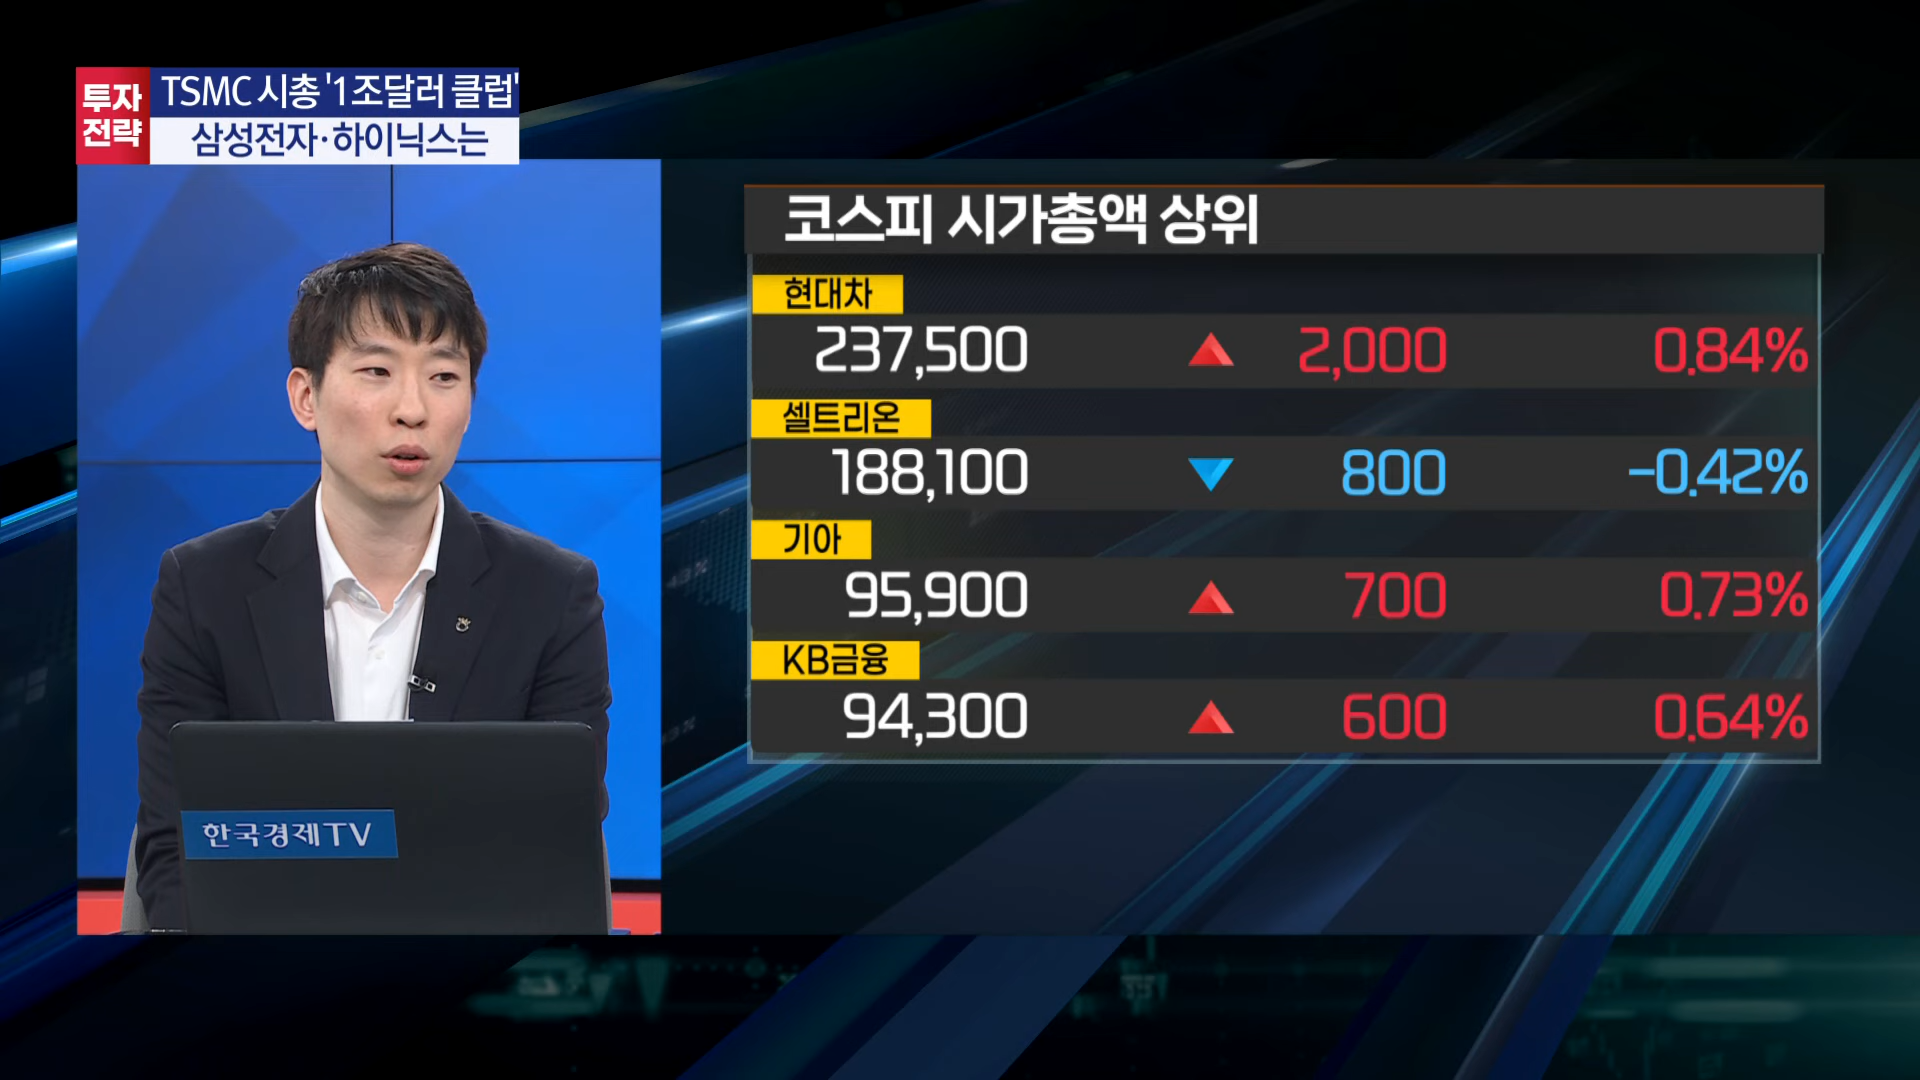 투자
전략
TSMC 시총 '1조달러 클럽'
삼성전자·하이닉스는
코스피 시가총액 상위
현대차
237,500 ▲ 2,000 0.84%
셀트리온
188,100 ▼ 800 -0.42%
기아
95,900 ▲ 700 0.73%
KB금융
94,300 ▲ 600 0.64%
한국경제TV